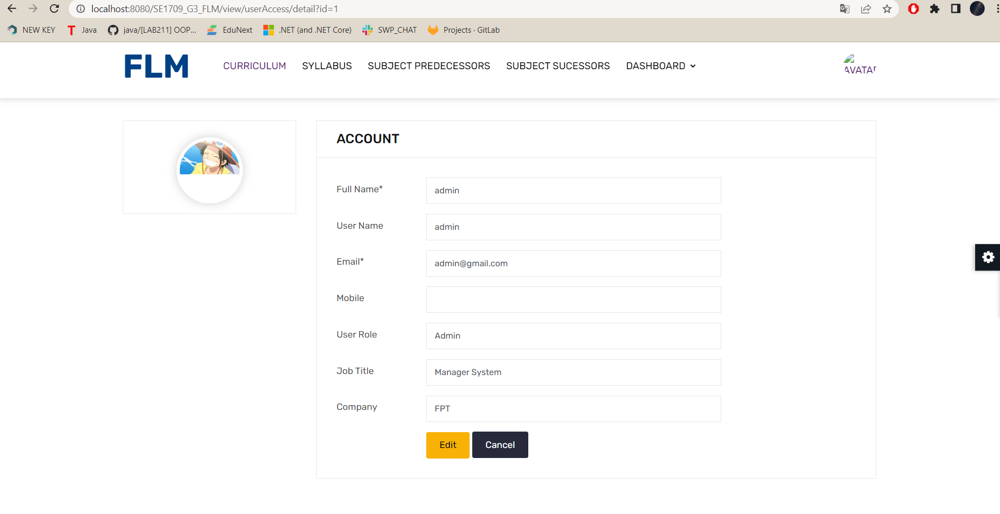 localhost:8080/SE1709_G3_FLM/view/userAccess/detail?id=1
NEW KEY Java java/[LAB211] OOP... EduNext .NET (and .NET Core) SWP_CHAT Projects · GitLab
FLM CURRICULUM SYLLABUS SUBJECT PREDECESSORS SUBJECT SUCESSORS DASHBOARD
ACCOUNT
Full Name* admin
User Name admin
Email* admin@gmail.com
Mobile
User Role Admin
Job Title Manager System
Company FPT
Edit Cancel